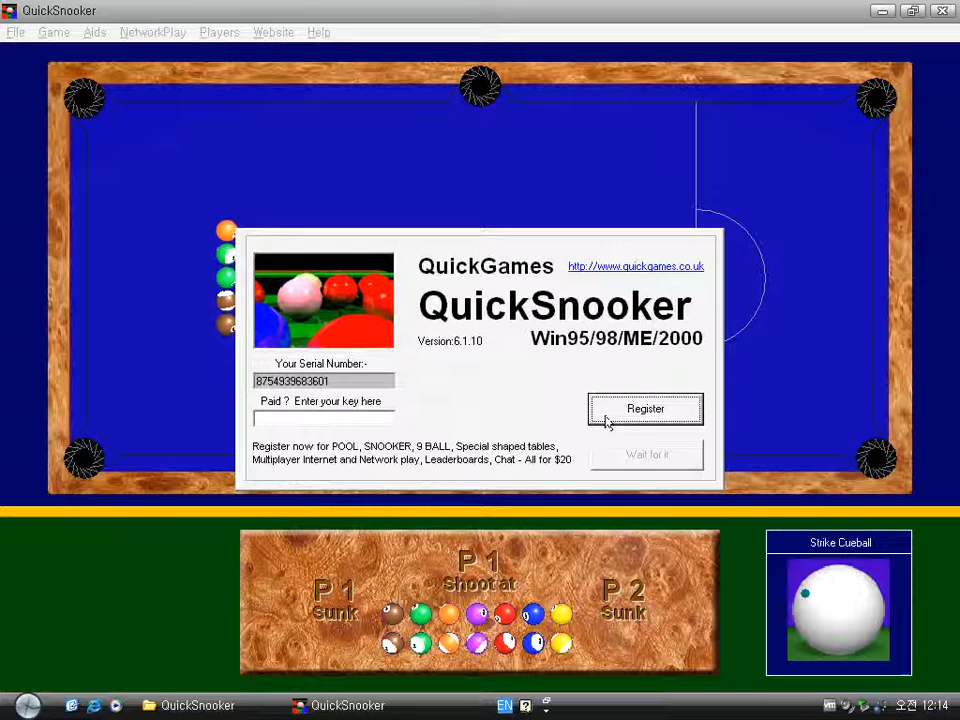 QuickSnooker
File Game Aids NetworkPlay Players Website Help
QuickGames http://www.quickgames.co.uk
QuickSnooker
Version:6.1.10 Win95/98/ME/2000
Your Serial Number:-
8754939683601
Paid ? Enter your key here
Register
Register now for POOL, SNOOKER, 9 BALL, Special shaped tables,
Multiplayer Internet and Network play, Leaderboards, Chat - All for $20
Wait for it
P 1
Sunk
P 1
Shoot at
P 2
Sunk
Strike Cueball
QuickSnooker QuickSnooker EN 오전 12:14